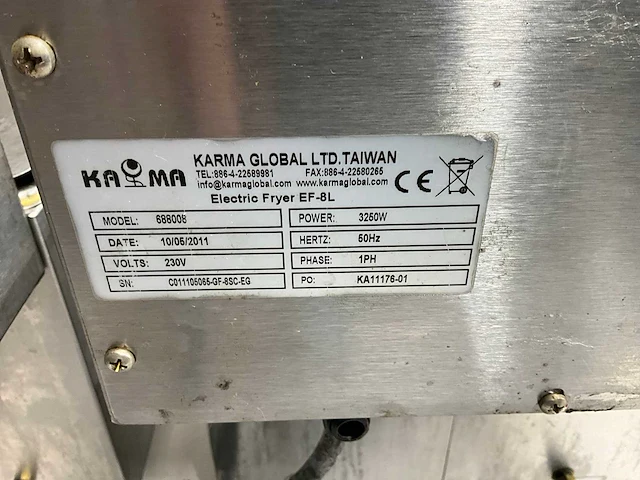 KARMA
KARMA GLOBAL LTD.TAIWAN
TEL:886-4-22589981 FAX:886-4-22580265
info@karmaglobal.com www.karmaglobal.com
CE
Electric Fryer EF-8L
MODEL: 688008 POWER: 3250W
DATE: 10/05/2011 HERTZ: 50Hz
VOLTS: 230V PHASE: 1PH
SN: C011105065-GF-8SC-EG PO: KA11176-01